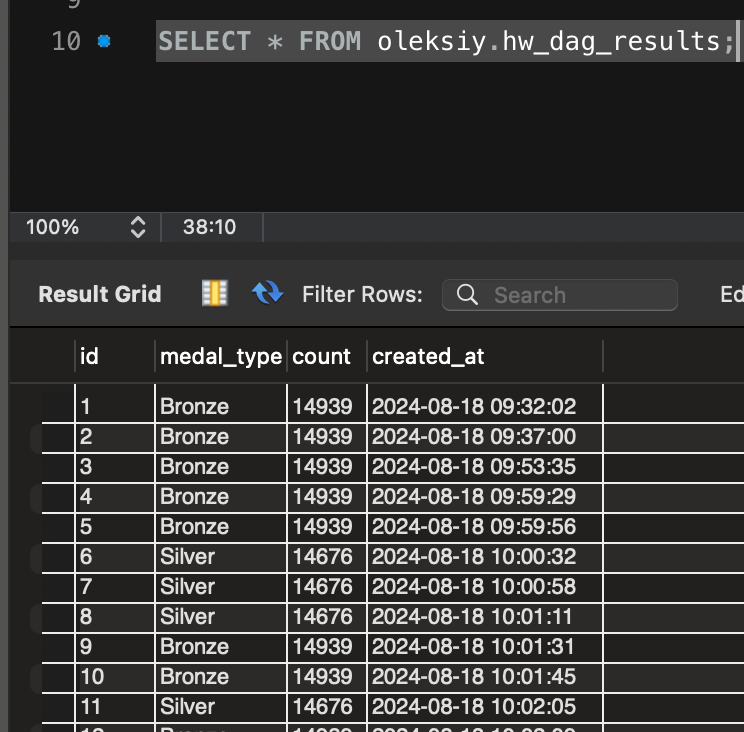 9
10 SELECT * FROM oleksiy.hw_dag_results;
100% 38:10
Result Grid Filter Rows: Search Ed
id medal_type count created_at
1 Bronze 14939 2024-08-18 09:32:02
2 Bronze 14939 2024-08-18 09:37:00
3 Bronze 14939 2024-08-18 09:53:35
4 Bronze 14939 2024-08-18 09:59:29
5 Bronze 14939 2024-08-18 09:59:56
6 Silver 14676 2024-08-18 10:00:32
7 Silver 14676 2024-08-18 10:00:58
8 Silver 14676 2024-08-18 10:01:11
9 Bronze 14939 2024-08-18 10:01:31
10 Bronze 14939 2024-08-18 10:01:45
11 Silver 14676 2024-08-18 10:02:05